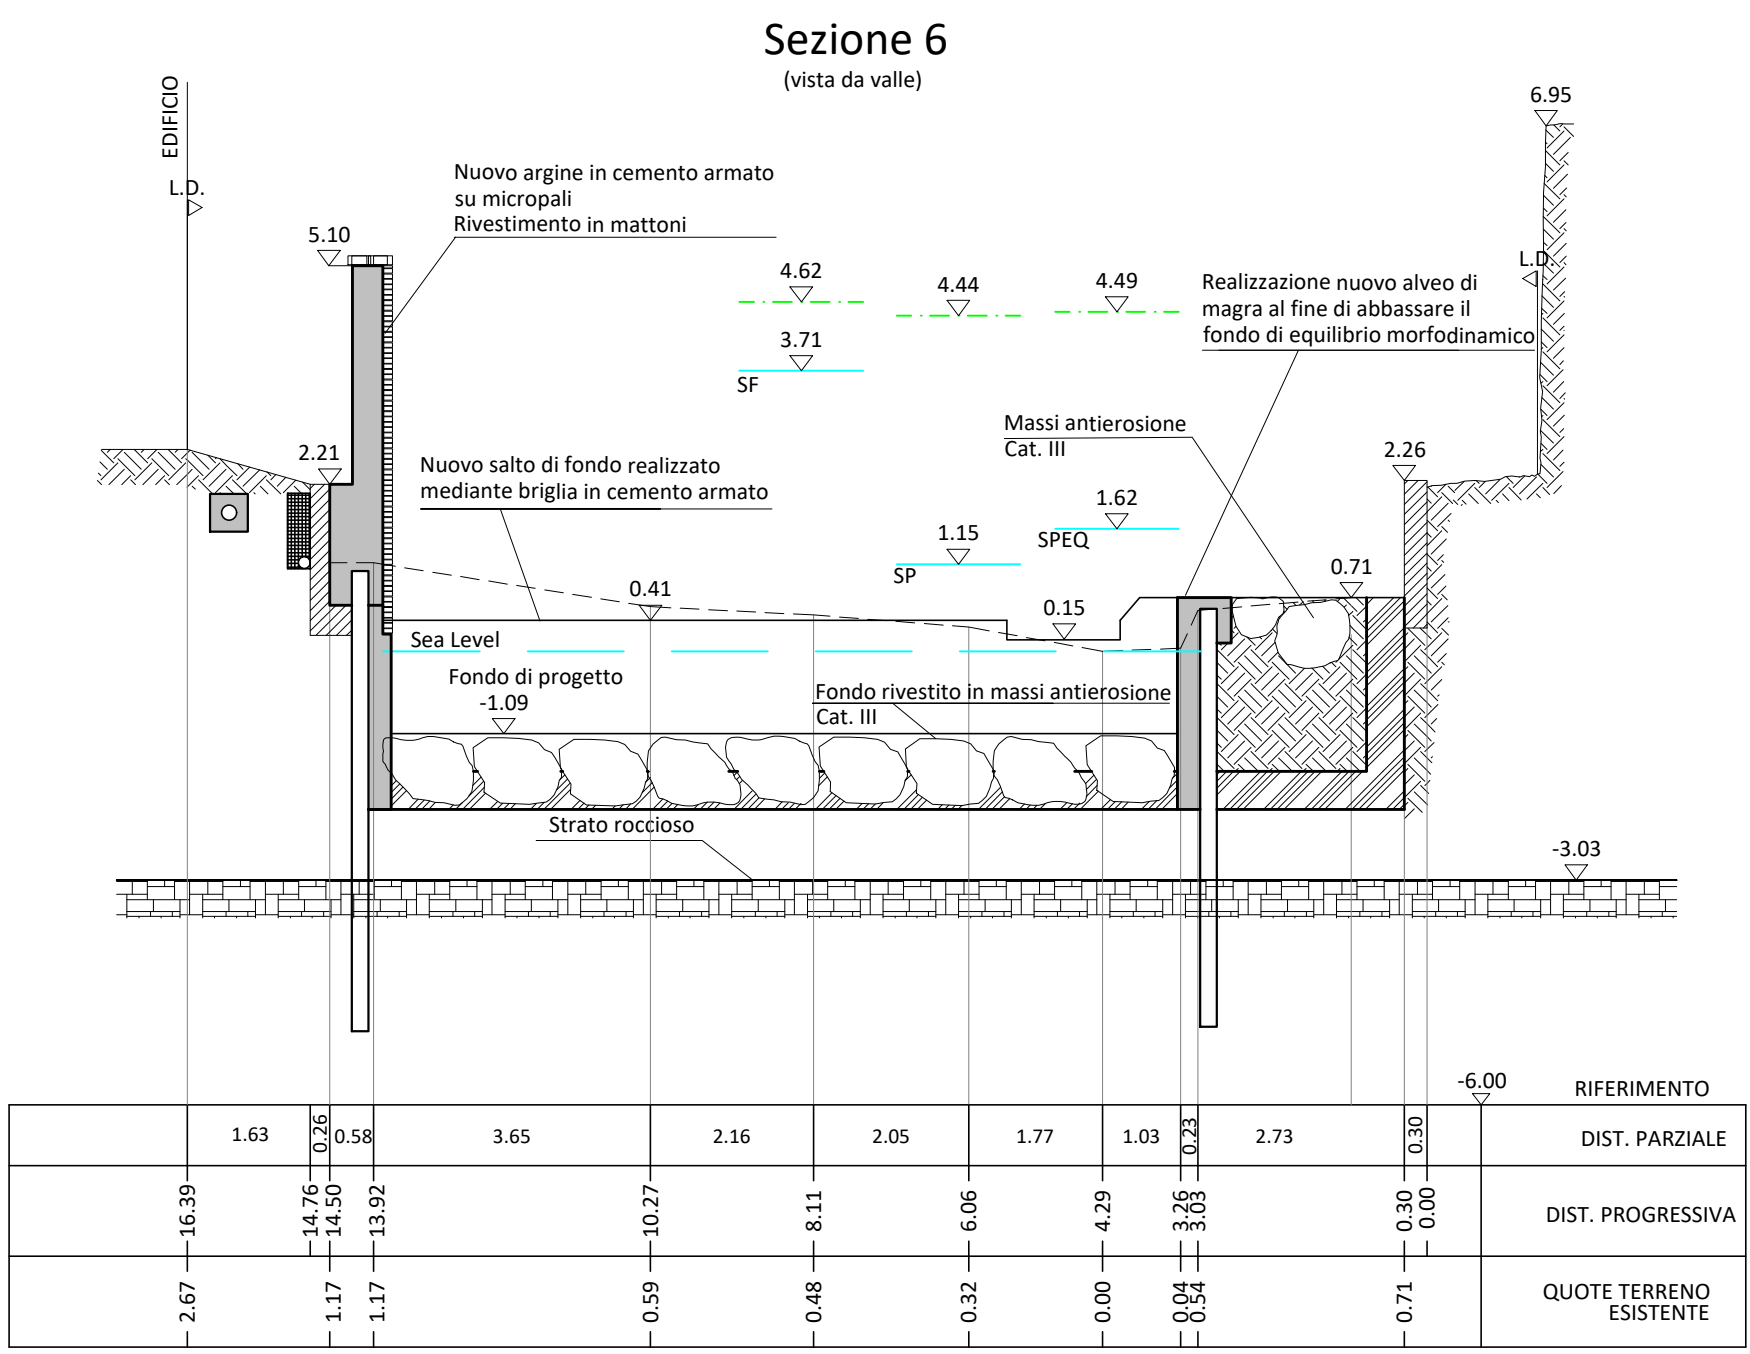 Sezione 6
(vista da valle)
EDIFICIO
L.D.
6.95
Nuovo argine in cemento armato
su micropali
Rivestimento in mattoni
5.10
4.62
4.44
4.49
3.71
SF
L.D.
Realizzazione nuovo alveo di
magra al fine di abbassare il
fondo di equilibrio morfodinamico
Massi antierosione
Cat. III
2.21
2.26
Nuovo salto di fondo realizzato
mediante briglia in cemento armato
1.62
SPEQ
1.15
SP
0.41
0.71
0.15
Sea Level
Fondo di progetto
-1.09
Fondo rivestito in massi antierosione
Cat. III
Strato roccioso
-3.03
-6.00
RIFERIMENTO
1.63 0.26 0.58 3.65 2.16 2.05 1.77 1.03 0.23 2.73 0.30 DIST. PARZIALE
16.39 14.76 14.50 13.92 10.27 8.11 6.06 4.29 3.26 3.03 0.30 0.00 DIST. PROGRESSIVA
2.67 1.17 1.17 0.59 0.48 0.32 0.00 0.04 0.54 0.71 QUOTE TERRENO
ESISTENTE